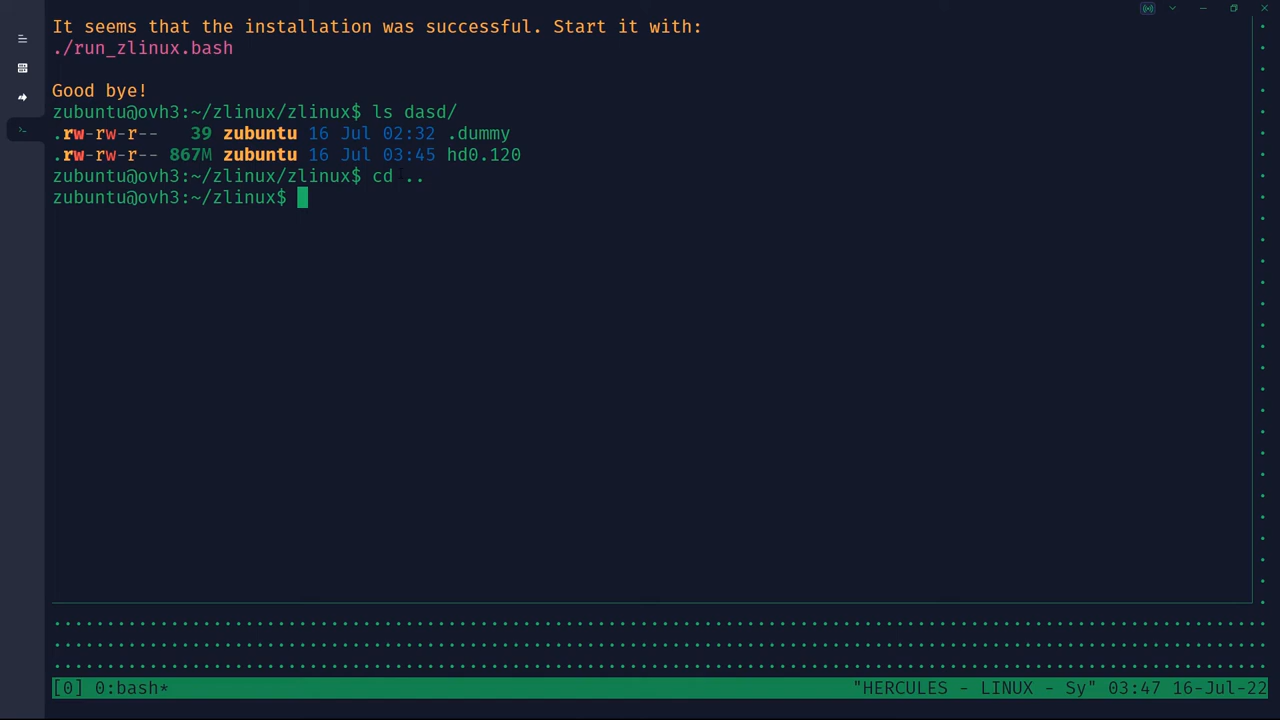 It seems that the installation was successful. Start it with:
./run_zlinux.bash
Good bye!
zubuntu@ovh3:~/zlinux/zlinux$ ls dasd/
.rw-rw-r-- 39 zubuntu 16 Jul 02:32 .dummy
.rw-rw-r-- 867M zubuntu 16 Jul 03:45 hd0.120
zubuntu@ovh3:~/zlinux/zlinux$ cd ..
zubuntu@ovh3:~/zlinux$
[0] 0:bash* "HERCULES - LINUX - Sy" 03:47 16-Jul-22